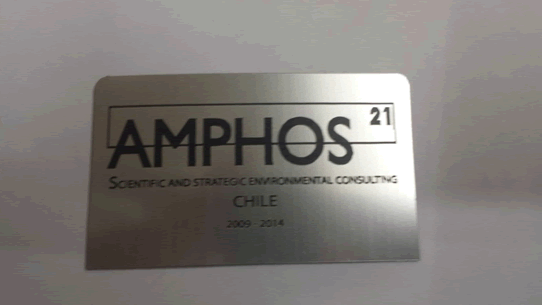 AMPHOS 21
SCIENTIFIC AND STRATEGIC ENVIRONMENTAL CONSULTING
CHILE
2009 - 2014